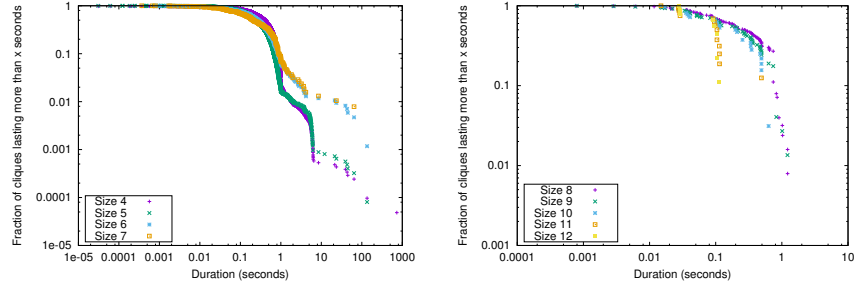 Fraction of cliques lasting more than x seconds
1
0.1
0.01
0.001
0.0001
1e-05
Size 4
Size 5
Size 6
Size 7
1e-05 0.0001 0.001 0.01 0.1 1 10 100 1000
Duration (seconds)
Fraction of cliques lasting more than x seconds
1
0.1
0.01
0.001
Size 8
Size 9
Size 10
Size 11
Size 12
0.0001 0.001 0.01 0.1 1 10
Duration (seconds)